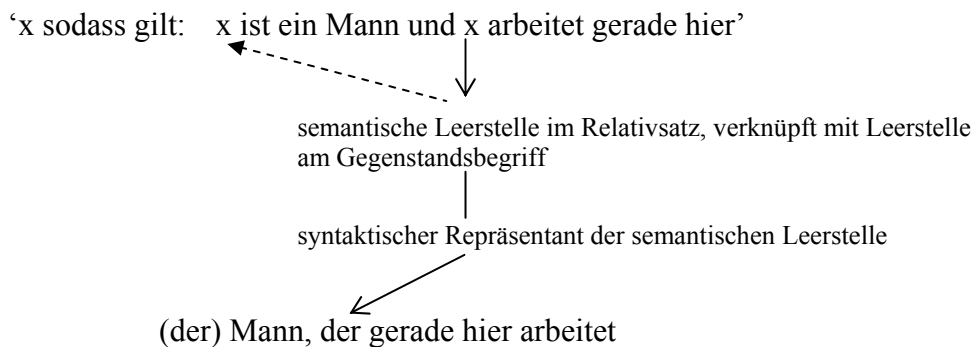 ‘x sodass gilt: x ist ein Mann und x arbeitet gerade hier’
semantische Leerstelle im Relativsatz, verknüpft mit Leerstelle
am Gegenstandsbegriff
syntaktischer Repräsentant der semantischen Leerstelle
(der) Mann, der gerade hier arbeitet